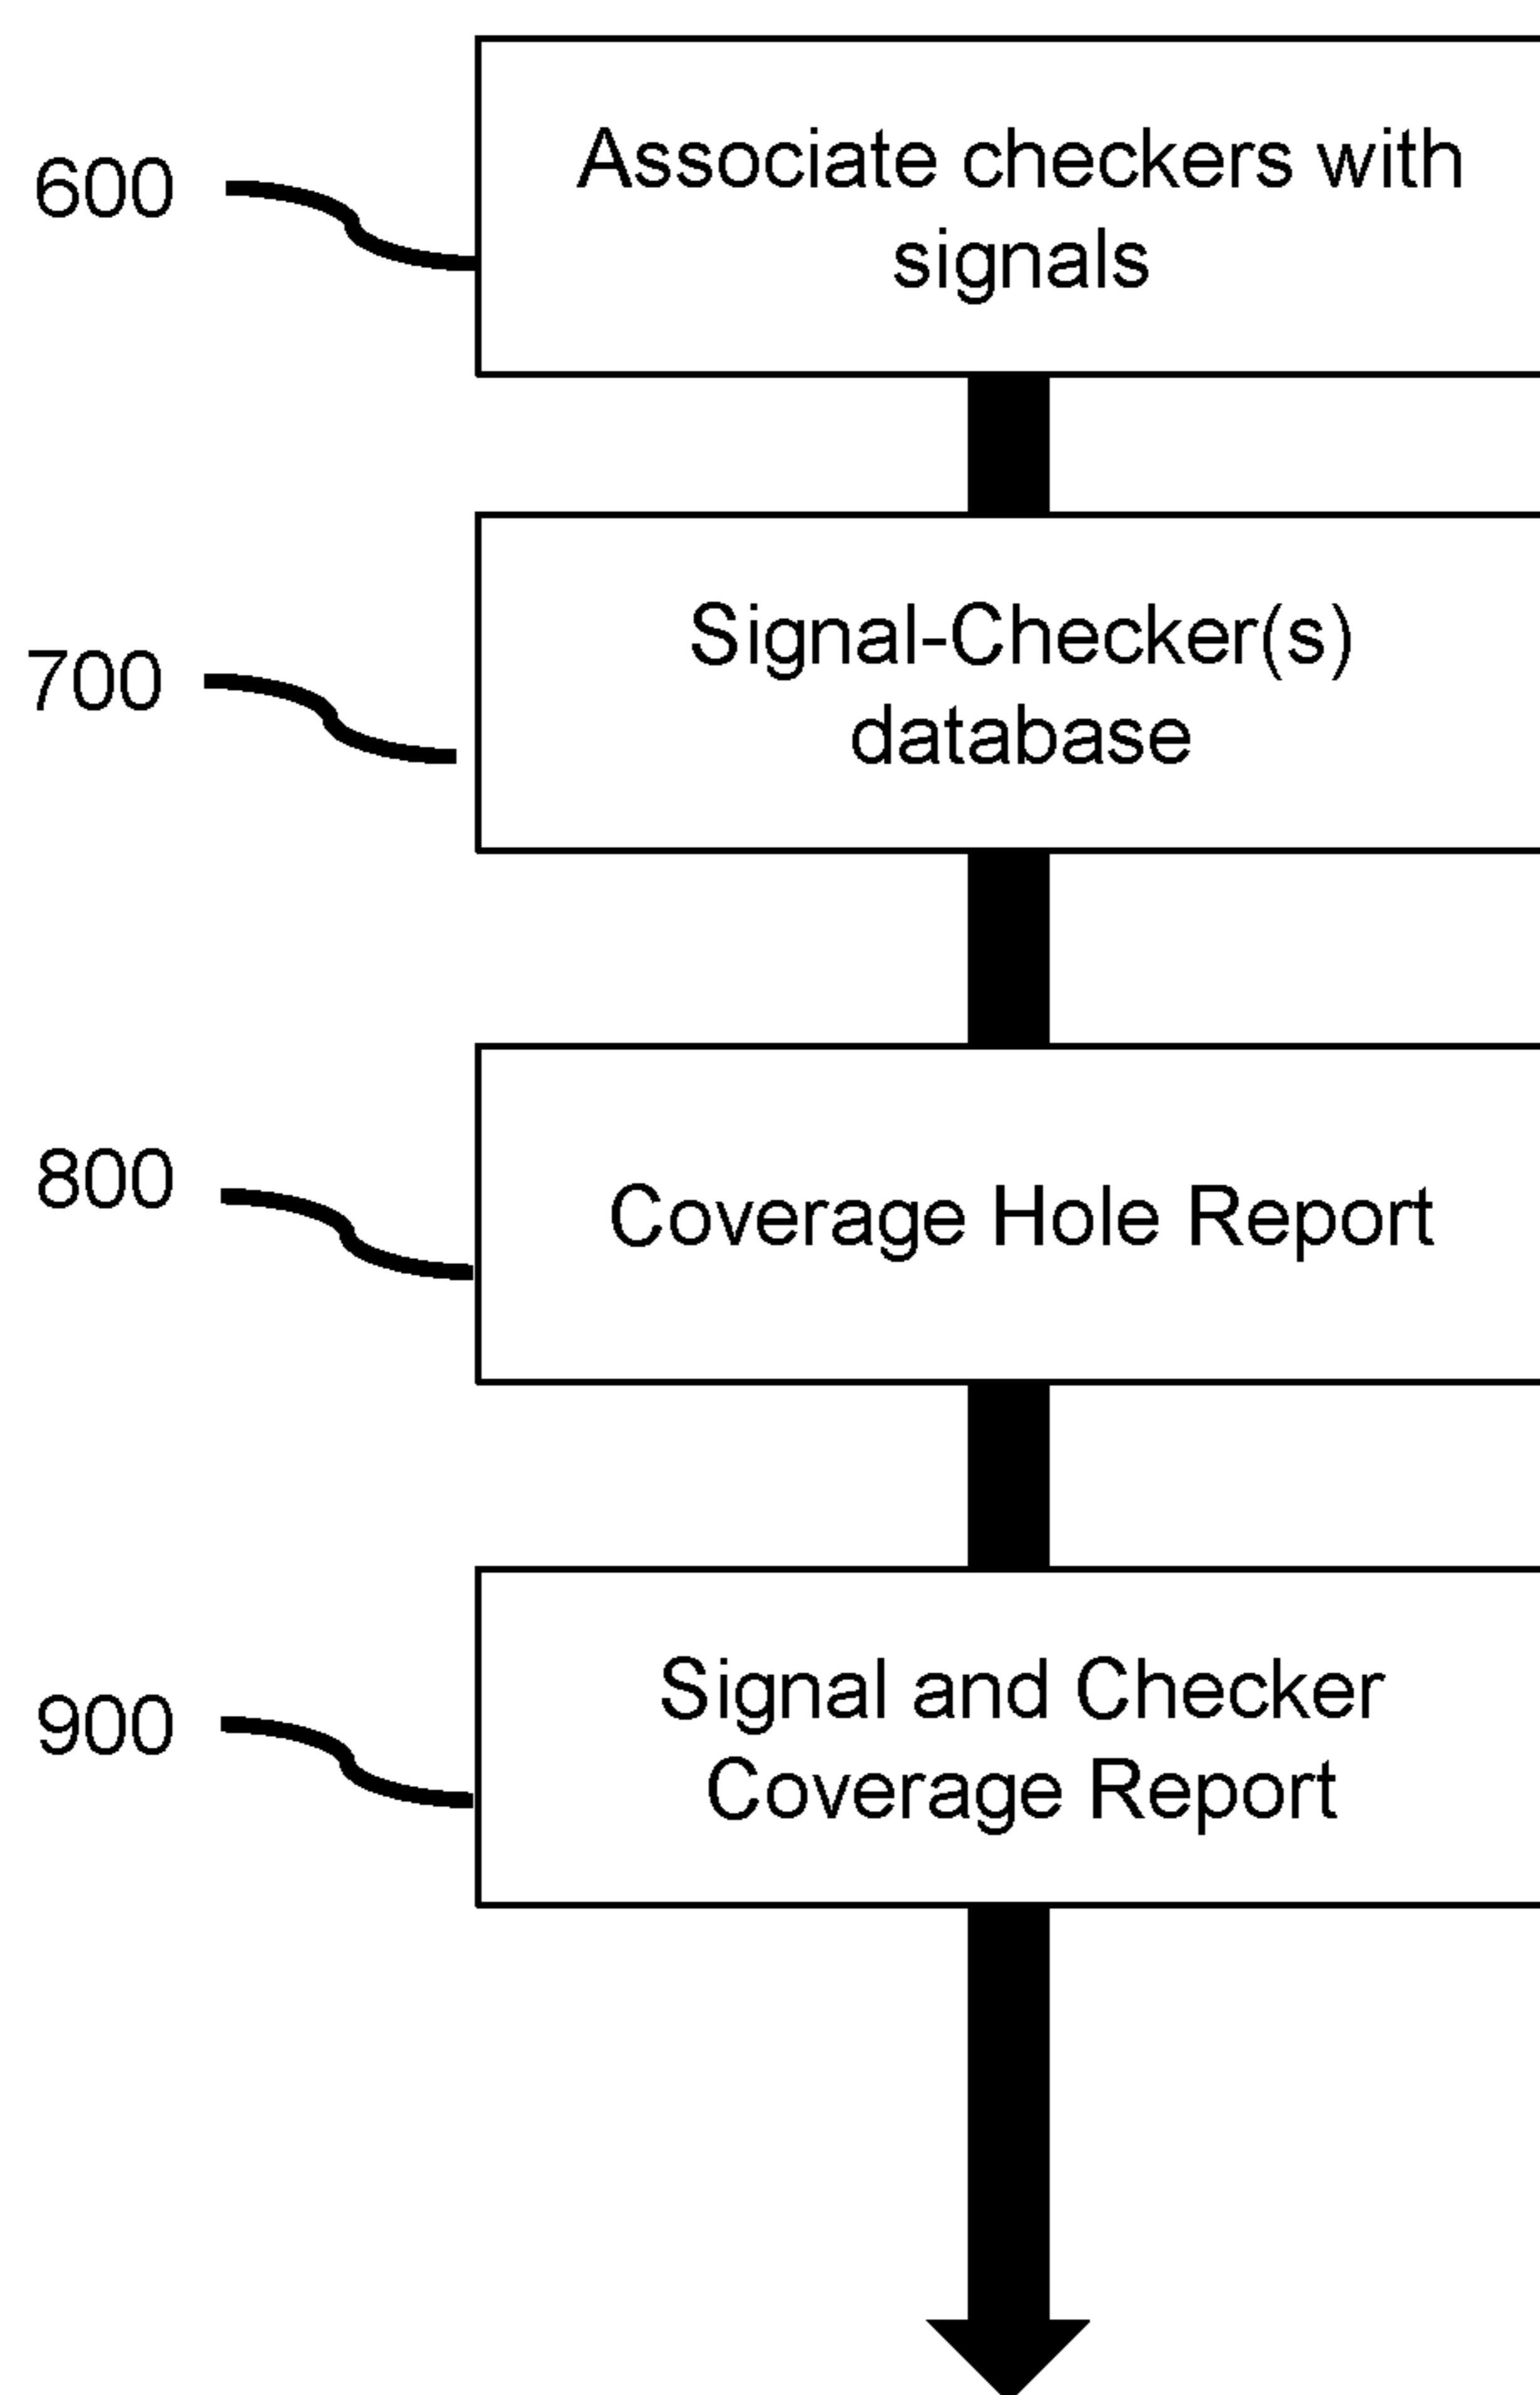 600
Associate checkers with
signals
700
Signal-Checker(s)
database
800
Coverage Hole Report
900
Signal and Checker
Coverage Report